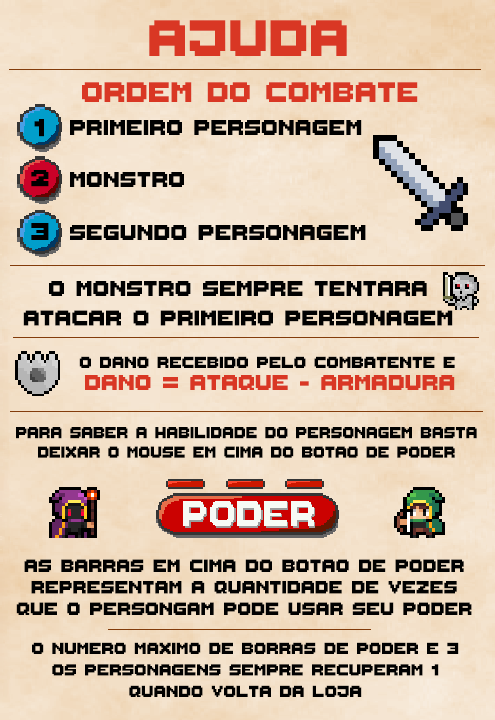 AJUDA
ORDEM DO COMBATE
1 PRIMEIRO PERSONAGEM
2 MONSTRO
3 SEGUNDO PERSONAGEM
O MONSTRO SEMPRE TENTARA
ATACAR O PRIMEIRO PERSONAGEM
O DANO RECEBIDO PELO COMBATENTE E
DANO = ATAQUE - ARMADURA
PARA SABER A HABILIDADE DO PERSONAGEM BASTA
DEIXAR O MOUSE EM CIMA DO BOTAO DE PODER
PODER
AS BARRAS EM CIMA DO BOTAO DE PODER
REPRESENTAM A QUANTIDADE DE VEZES
QUE O PERSONGAM PODE USAR SEU PODER
O NUMERO MAXIMO DE BORRAS DE PODER E 3
OS PERSONAGENS SEMPRE RECUPERAM 1
QUANDO VOLTA DA LOJA